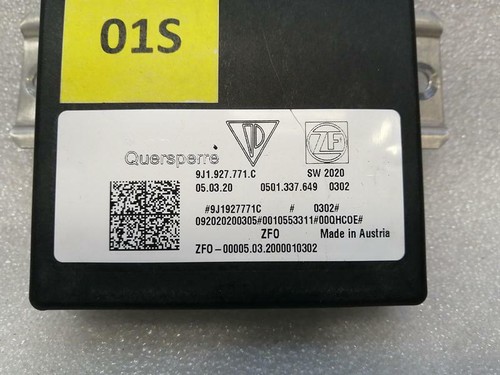 01S
Quersperre
ZF
9J1.927.771.C SW 2020
05.03.20 0501.337.649 0302
#9J1927771C # 0302#
092020200305#0010553311#00QHC0E#
ZFO Made in Austria
ZFO-00005.03.2000010302